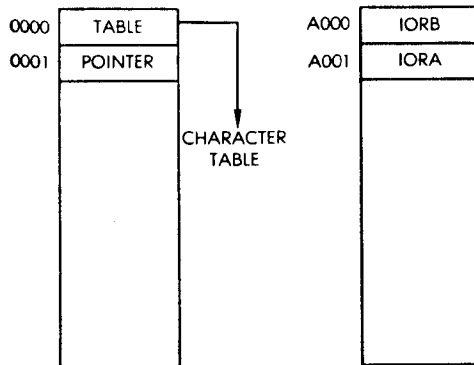 0000 TABLE
0001 POINTER
CHARACTER
TABLE
A000 IORB
A001 IORA